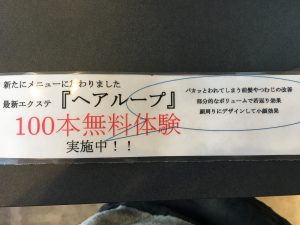 新たにメニューに加わりました
最新エクステ 『ヘアループ』
100本無料体験
実施中！！
パカッとわれてしまう前髪やつむじの改善
部分的なボリュームで若返り効果
顔周りにデザインして小顔効果